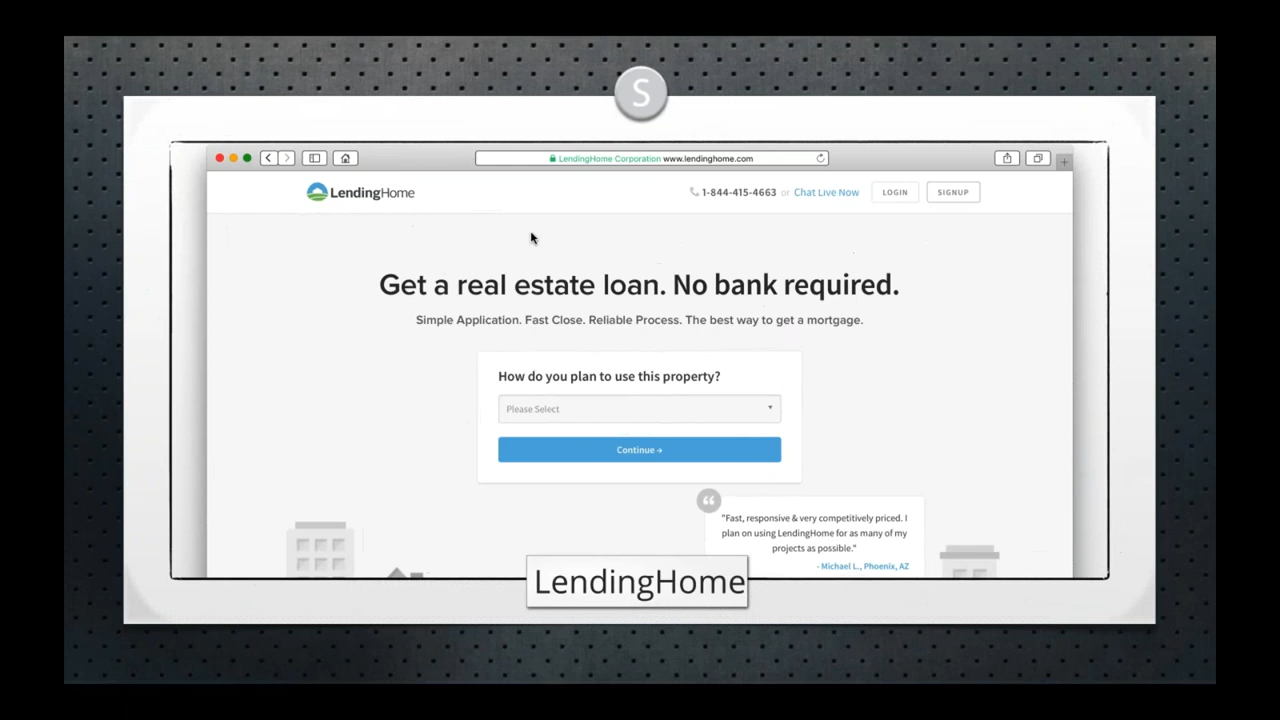 S
LendingHome Corporation www.lendinghome.com
LendingHome
1-844-415-4663 or Chat Live Now
LOGIN
SIGNUP
Get a real estate loan. No bank required.
Simple Application. Fast Close. Reliable Process. The best way to get a mortgage.
How do you plan to use this property?
Please Select
Continue →
"Fast, responsive & very competitively priced. I
plan on using LendingHome for as many of my
projects as possible."
- Michael L., Phoenix, AZ
LendingHome